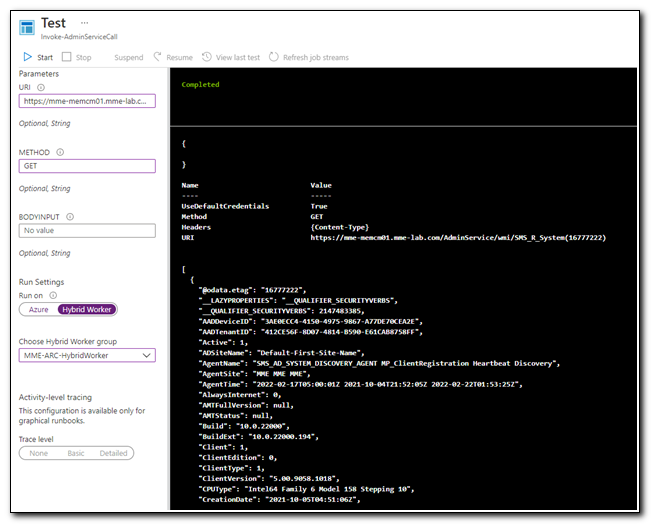 Test ...
Invoke-AdminServiceCall
Start Stop Suspend Resume View last test Refresh job streams
Parameters
URI
https://mme-memcm01.mme-lab.c...
Optional, String
METHOD
GET
Optional, String
BODYINPUT
No value
Optional, String
Run Settings
Run on
Azure Hybrid Worker
Choose Hybrid Worker group
MME-ARC-HybridWorker
Activity-level tracing
This configuration is available only for
graphical runbooks.
Trace level
None Basic Detailed
Completed
{
}
Name Value
---- -----
UseDefaultCredentials True
Method GET
Headers {Content-Type}
URI https://mme-memcm01.mme-lab.com/AdminService/wmi/SMS_R_System(16777222)
[
{
"@odata.etag": "16777222",
"__LAZYPROPERTIES": "__QUALIFIER_SECURITYVERBS",
"__QUALIFIER_SECURITYVERBS": 2147483385,
"AADDeviceID": "3AE0ECC4-4150-4975-9867-A77DE70CEA2E",
"AADTenantID": "412CE56F-8D07-4814-B590-E61CAB8758FF",
"Active": 1,
"ADSiteName": "Default-First-Site-Name",
"AgentName": "SMS_AD_SYSTEM_DISCOVERY_AGENT MP_ClientRegistration Heartbeat Discovery",
"AgentSite": "MME MME MME",
"AgentTime": "2022-02-17T05:00:01Z 2021-10-04T21:52:05Z 2022-02-22T01:53:25Z",
"AlwaysInternet": 0,
"AMTFullVersion": null,
"AMTStatus": null,
"Build": "10.0.22000",
"BuildExt": "10.0.22000.194",
"Client": 1,
"ClientEdition": 0,
"ClientType": 1,
"ClientVersion": "5.00.9058.1018",
"CPUType": "Intel64 Family 6 Model 158 Stepping 10",
"CreationDate": "2021-10-05T04:51:06Z",